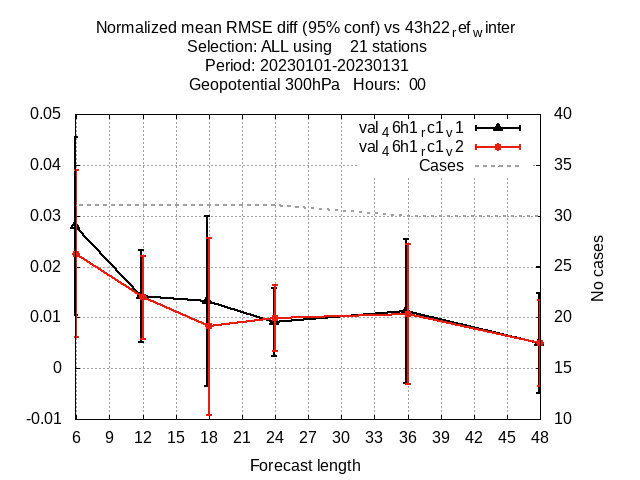 Normalized mean RMSE diff (95% conf) vs 43h22refwinter
Selection: ALL using 21 stations
Period: 20230101-20230131
Geopotential 300hPa Hours: 00
val46h1rc1v1
val46h1rc1v2
Cases
0.05
0.04
0.03
0.02
0.01
0
-0.01
40
35
30
25
20
15
10
No cases
6 9 12 15 18 21 24 27 30 33 36 39 42 45 48
Forecast length